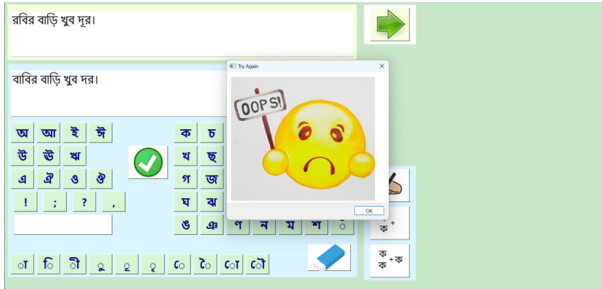 রবির বাড়ি খুব দূর।
বাবির বাড়ি খুব দর।
Try Again
OOPS!
OK
অ আ ই ঈ ক চ
উ ঊ ঋ খ ছ
এ ঐ ও ঔ গ জ
! ; ? , ঘ ঝ
ঙ ঞ ণ ন ম শ ঁ
া ি ী ু ূ ৃ ে ৈ ো ৌ
ক +
ক
ক + ক
ক